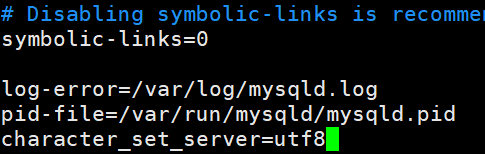 # Disabling symbolic-links is recomme
symbolic-links=0
log-error=/var/log/mysqld.log
pid-file=/var/run/mysqld/mysqld.pid
character_set_server=utf8